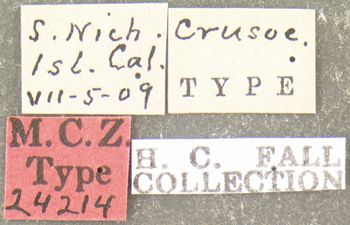 S. Nich.
Isl. Cal.
VII-5-09
Crusoe.
TYPE
M.C.Z.
Type
24214
H. C. FALL
COLLECTION